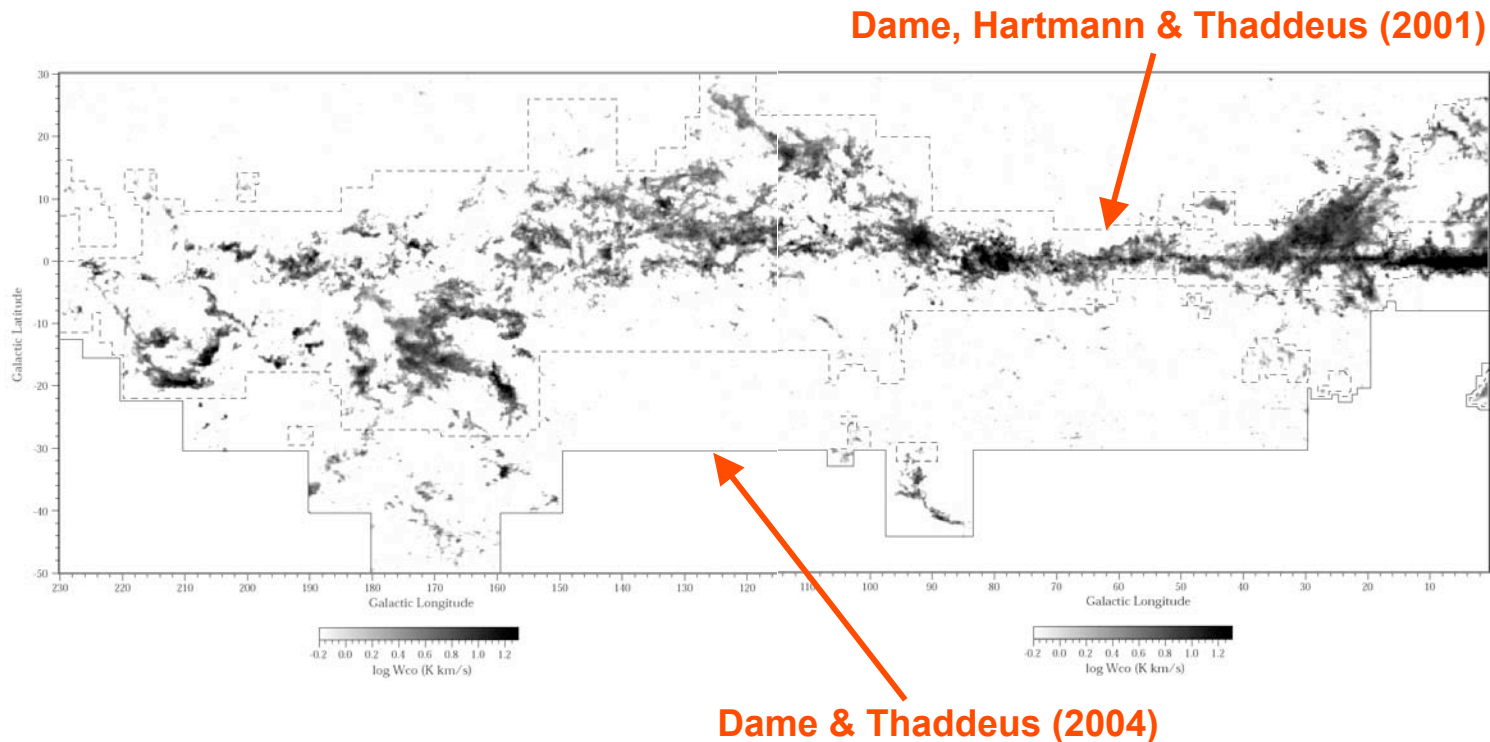 Dame, Hartmann & Thaddeus (2001)
30
20
10
0
-10
-20
-30
-40
-50
Galactic Latitude
230 220 210 200 190 180 170 160 150 140 130 120 110 100 90 80 70 60 50 40 30 20 10
Galactic Longitude Galactic Longitude
-0.2 0.0 0.2 0.4 0.6 0.8 1.0 1.2 -0.2 0.0 0.2 0.4 0.6 0.8 1.0 1.2
log Wco (K km/s) log Wco (K km/s)
Dame & Thaddeus (2004)